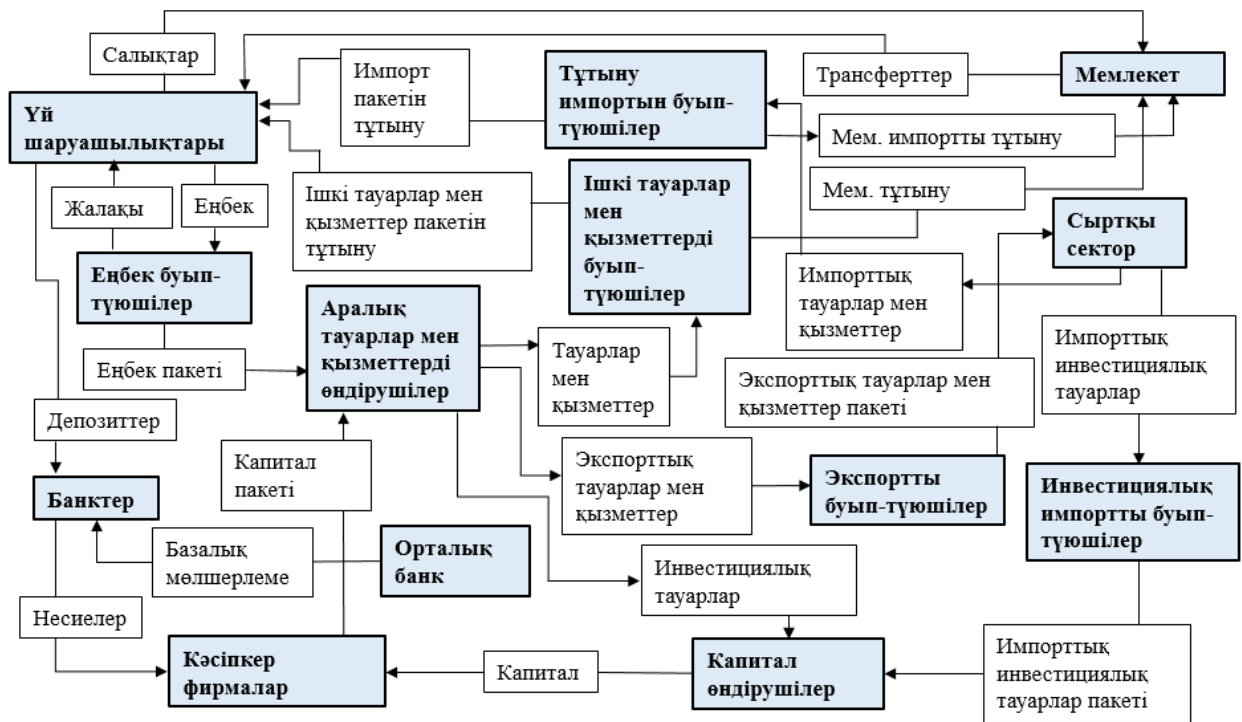 Салықтар
Импорт
пакетін
тұтыну
Тұтыну
импортын буып-
түюшілер
Трансферттер
Мемлекет
Үй
шаруашылықтары
Мем. импортты тұтыну
Ішкі тауарлар мен
қызметтер пакетін
тұтыну
Ішкі тауарлар
мен
қызметтерді
буып-
түюшілер
Мем. тұтыну
Жалақы
Еңбек
Сыртқы
сектор
Еңбек буып-
түюшілер
Импорттық
тауарлар мен
қызметтер
Аралық
тауарлар мен
қызметтерді
өндірушілер
Импорттық
инвестициялық
тауарлар
Еңбек пакеті
Тауарлар
мен
қызметтер
Экспорттық тауарлар мен
қызметтер пакеті
Депозиттер
Капитал
пакеті
Экспорттық
тауарлар мен
қызметтер
Экспортты
буып-түюшілер
Инвестициялық
импортты буып-
түюшілер
Банктер
Базалық
мөлшерлеме
Орталық
банк
Инвестициялық
тауарлар
Несиелер
Кәсіпкер
фирмалар
Капитал
Капитал
өндірушілер
Импорттық
инвестициялық
тауарлар пакеті